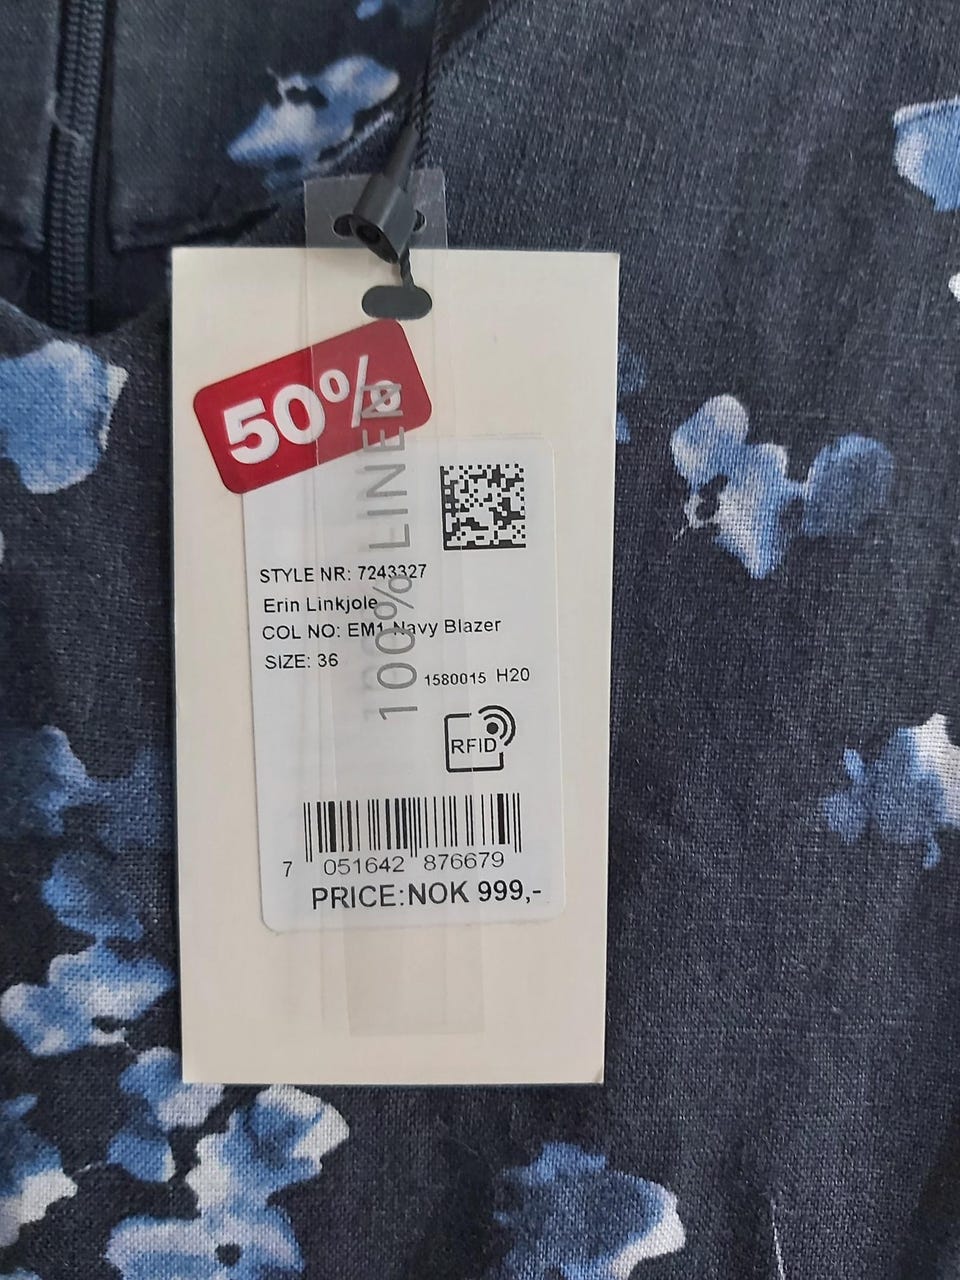 50%
100% LINEN
STYLE NR: 7243327
Erin Linkjole
COL NO: EM1 Navy Blazer
SIZE: 36
1580015 H20
RFID
7 051642 876679
PRICE:NOK 999,-